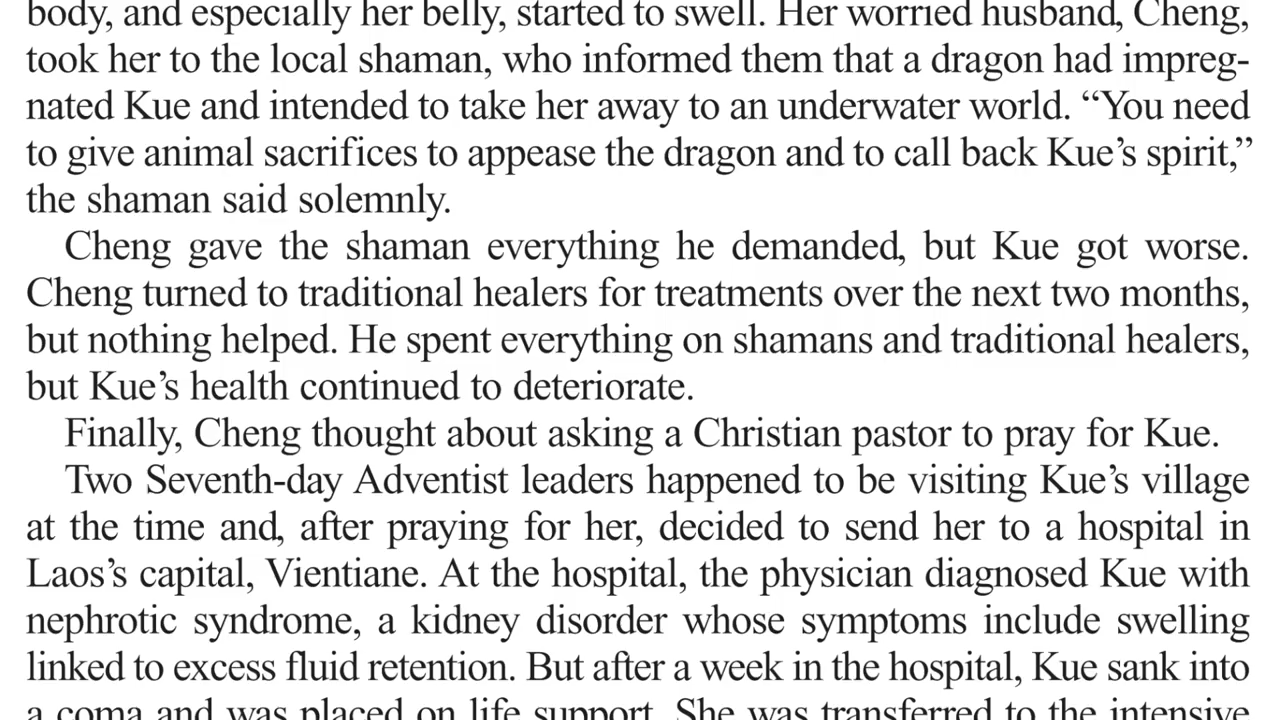 body, and especially her belly, started to swell. Her worried husband, Cheng,
took her to the local shaman, who informed them that a dragon had impreg-
nated Kue and intended to take her away to an underwater world. “You need
to give animal sacrifices to appease the dragon and to call back Kue’s spirit,”
the shaman said solemnly.
Cheng gave the shaman everything he demanded, but Kue got worse.
Cheng turned to traditional healers for treatments over the next two months,
but nothing helped. He spent everything on shamans and traditional healers,
but Kue’s health continued to deteriorate.
Finally, Cheng thought about asking a Christian pastor to pray for Kue.
Two Seventh-day Adventist leaders happened to be visiting Kue’s village
at the time and, after praying for her, decided to send her to a hospital in
Laos’s capital, Vientiane. At the hospital, the physician diagnosed Kue with
nephrotic syndrome, a kidney disorder whose symptoms include swelling
linked to excess fluid retention. But after a week in the hospital, Kue sank into
a coma and was placed on life support. She was transferred to the intensive